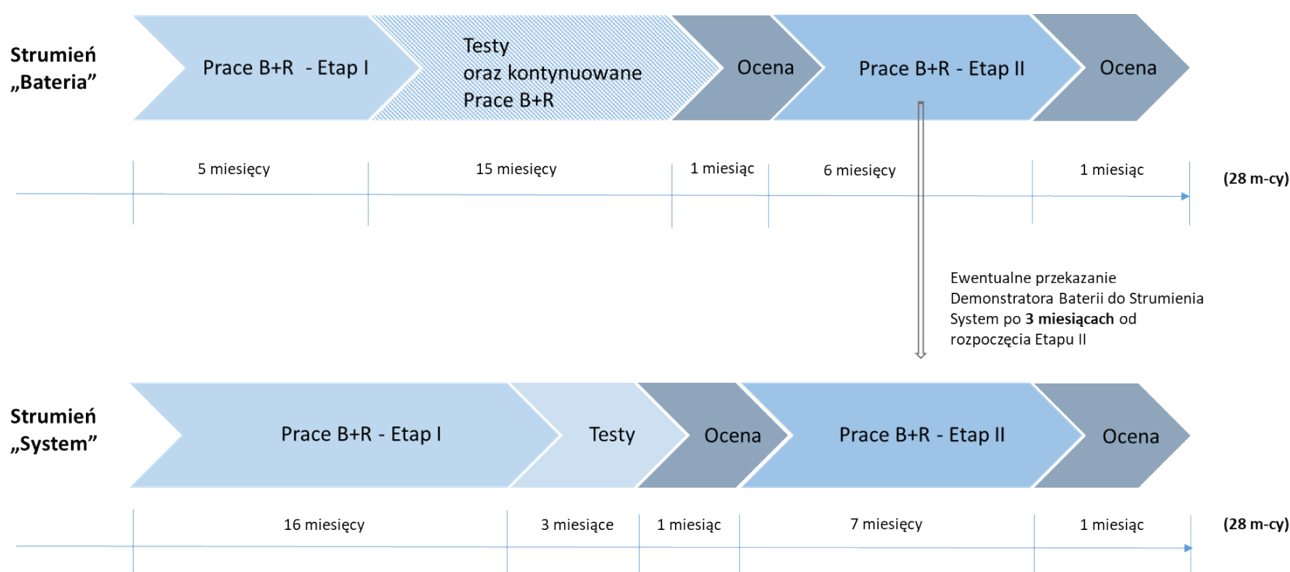 Strumień
„Bateria”
Prace B+R - Etap I
Testy
oraz kontynuowane
Prace B+R
Ocena
Prace B+R - Etap II
Ocena
5 miesięcy
15 miesięcy
1 miesiąc
6 miesięcy
1 miesiąc
(28 m-cy)
Ewentualne przekazanie
Demonstratora Baterii do Strumienia
System po 3 miesiącach od
rozpoczęcia Etapu II
Strumień
„System”
Prace B+R - Etap I
Testy
Ocena
Prace B+R - Etap II
Ocena
16 miesięcy
3 miesiące
1 miesiąc
7 miesięcy
1 miesiąc
(28 m-cy)